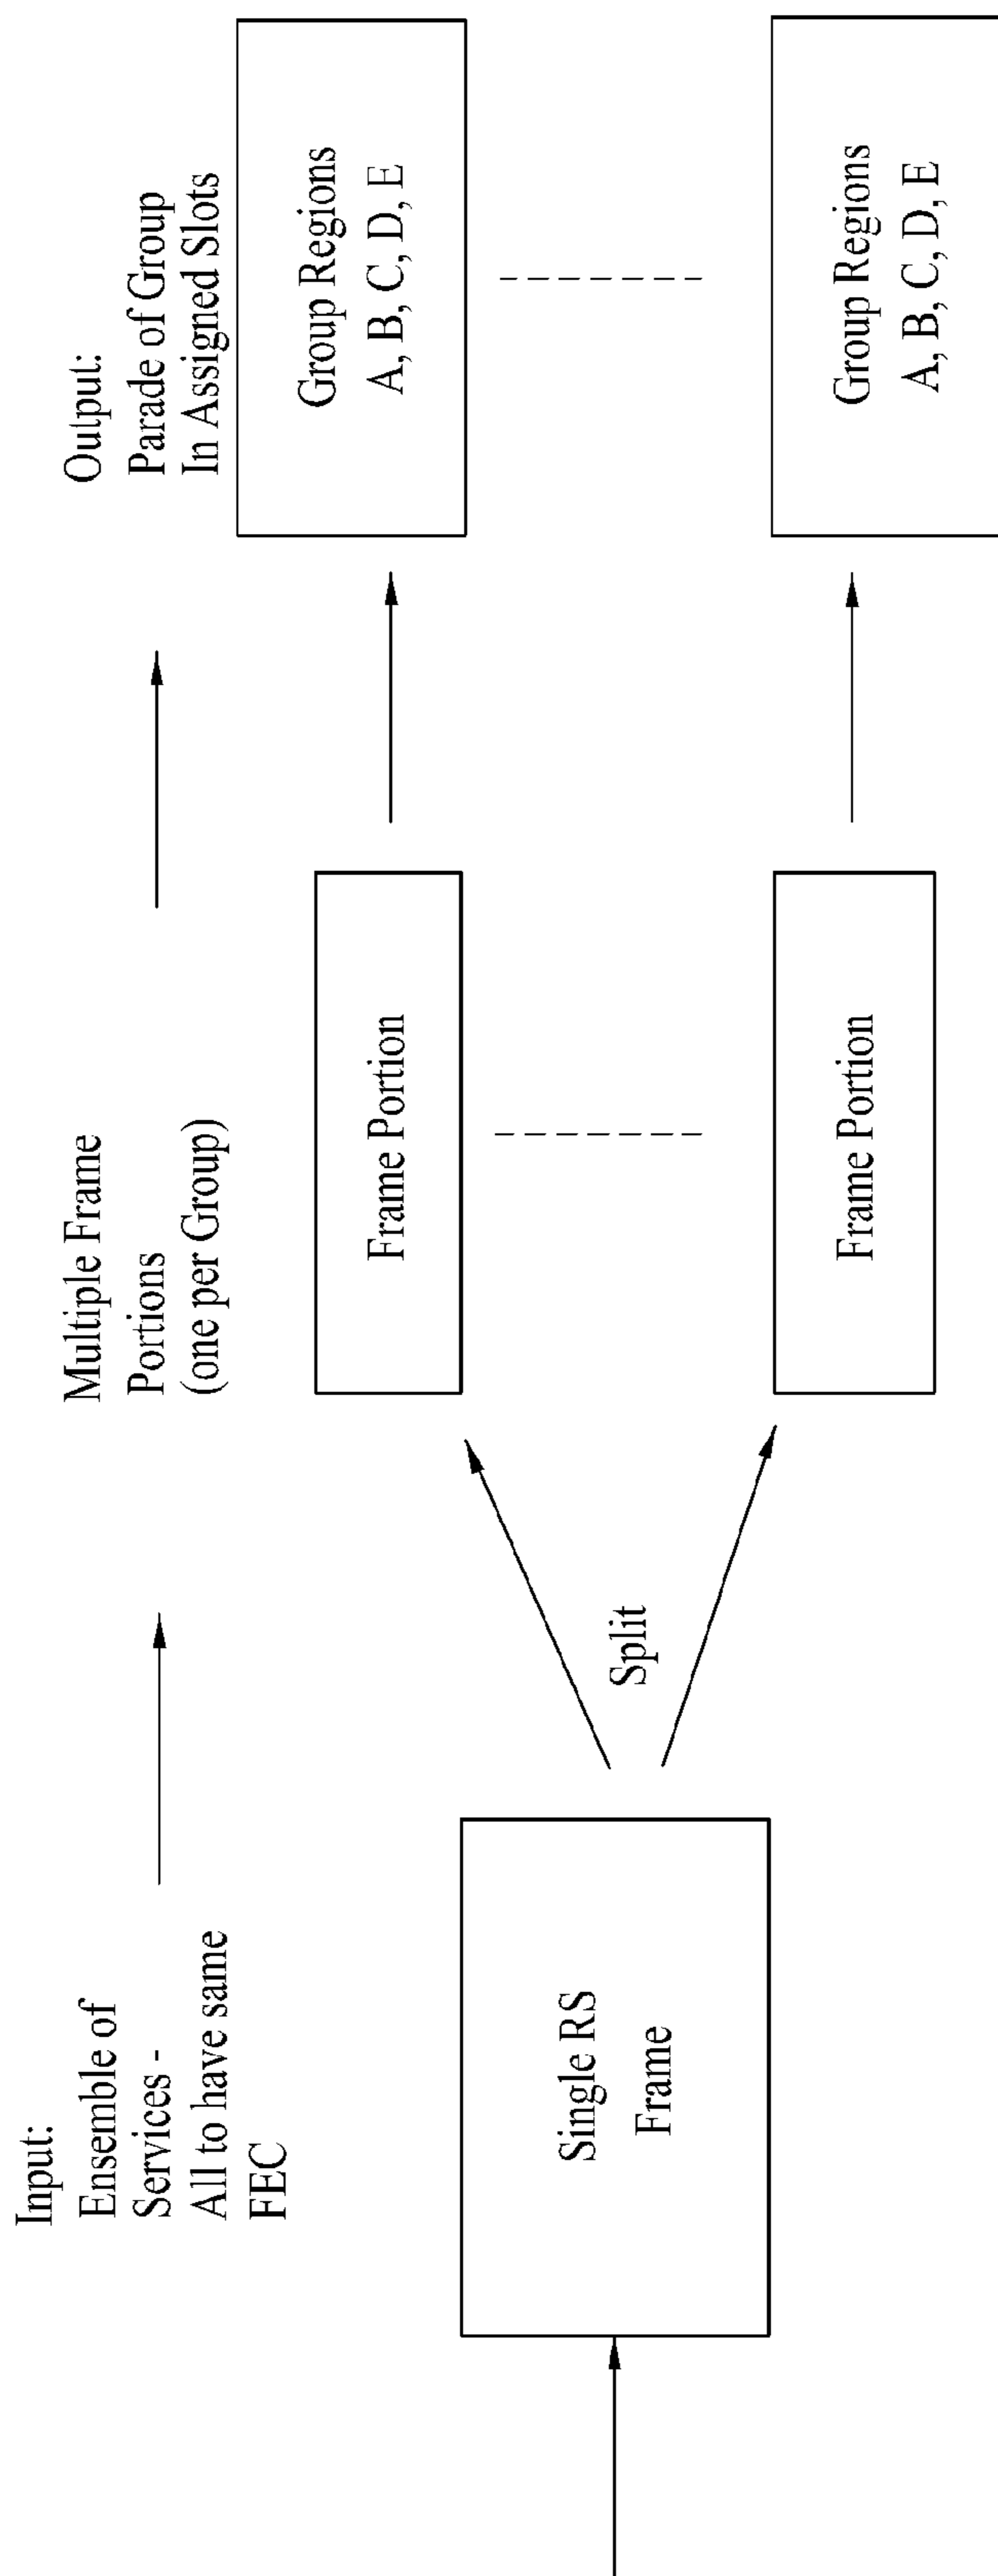 Input:
Ensemble of
Services -
All to have same
FEC
Multiple Frame
Portions
(one per Group)
Output:
Parade of Group
In Assigned Slots
Single RS
Frame
Split
Frame Portion
Group Regions
A, B, C, D, E
Frame Portion
Group Regions
A, B, C, D, E